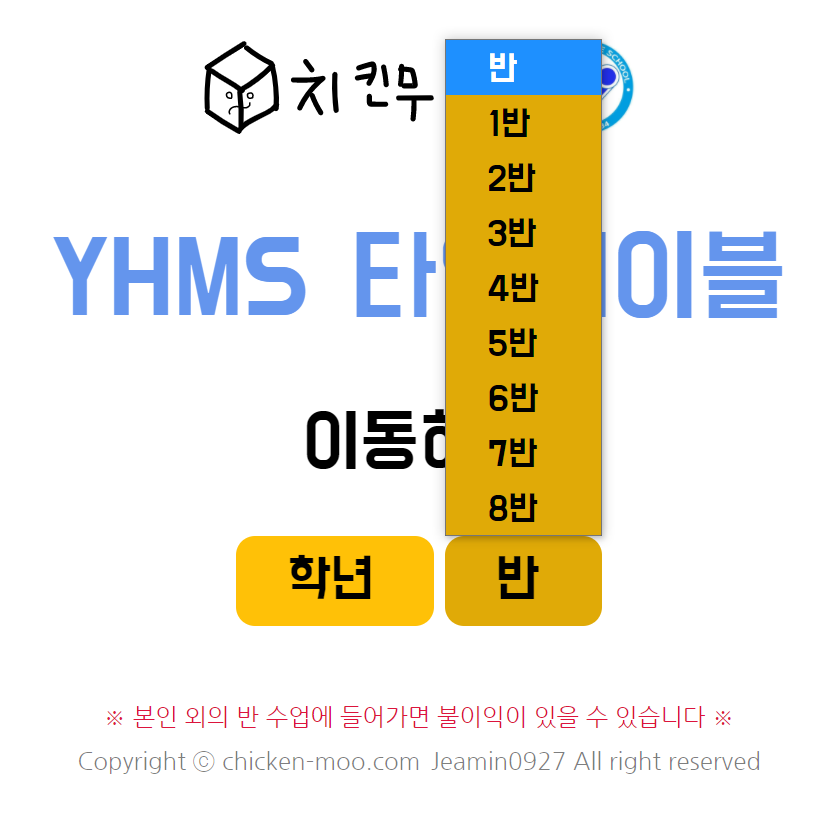 치킨무
SCHOOL
반
1반
2반
3반
4반
5반
6반
7반
8반
YHMS 이블
이동
학년 반
※ 본인 외의 반 수업에 들어가면 불이익이 있을 수 있습니다 ※
Copyright ⓒ chicken-moo.com Jeamin0927 All right reserved